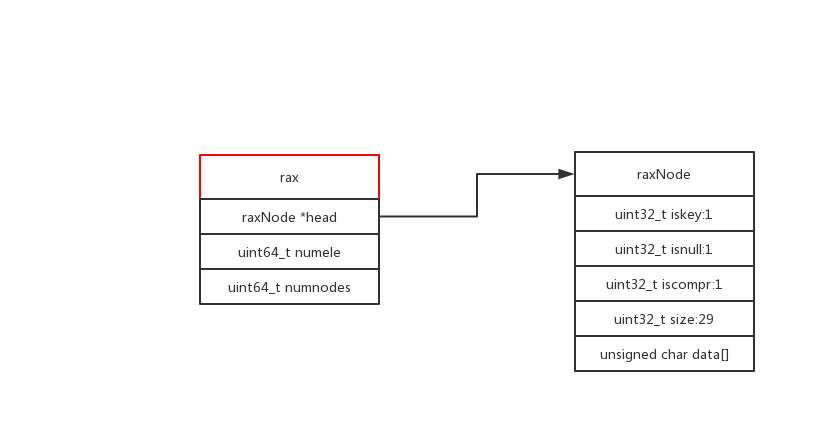 rax
raxNode *head
uint64_t numele
uint64_t numnodes
raxNode
uint32_t iskey:1
uint32_t isnull:1
uint32_t iscompr:1
uint32_t size:29
unsigned char data[]